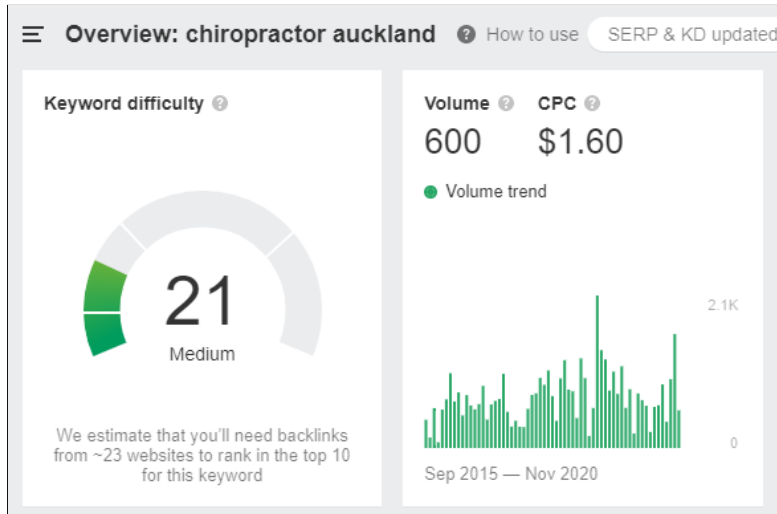 Overview: chiropractor auckland ? How to use SERP & KD updated
Keyword difficulty ?
21
Medium
We estimate that you'll need backlinks
from ~23 websites to rank in the top 10
for this keyword
Volume ? CPC ?
600 $1.60
Volume trend
2.1K
0
Sep 2015 — Nov 2020